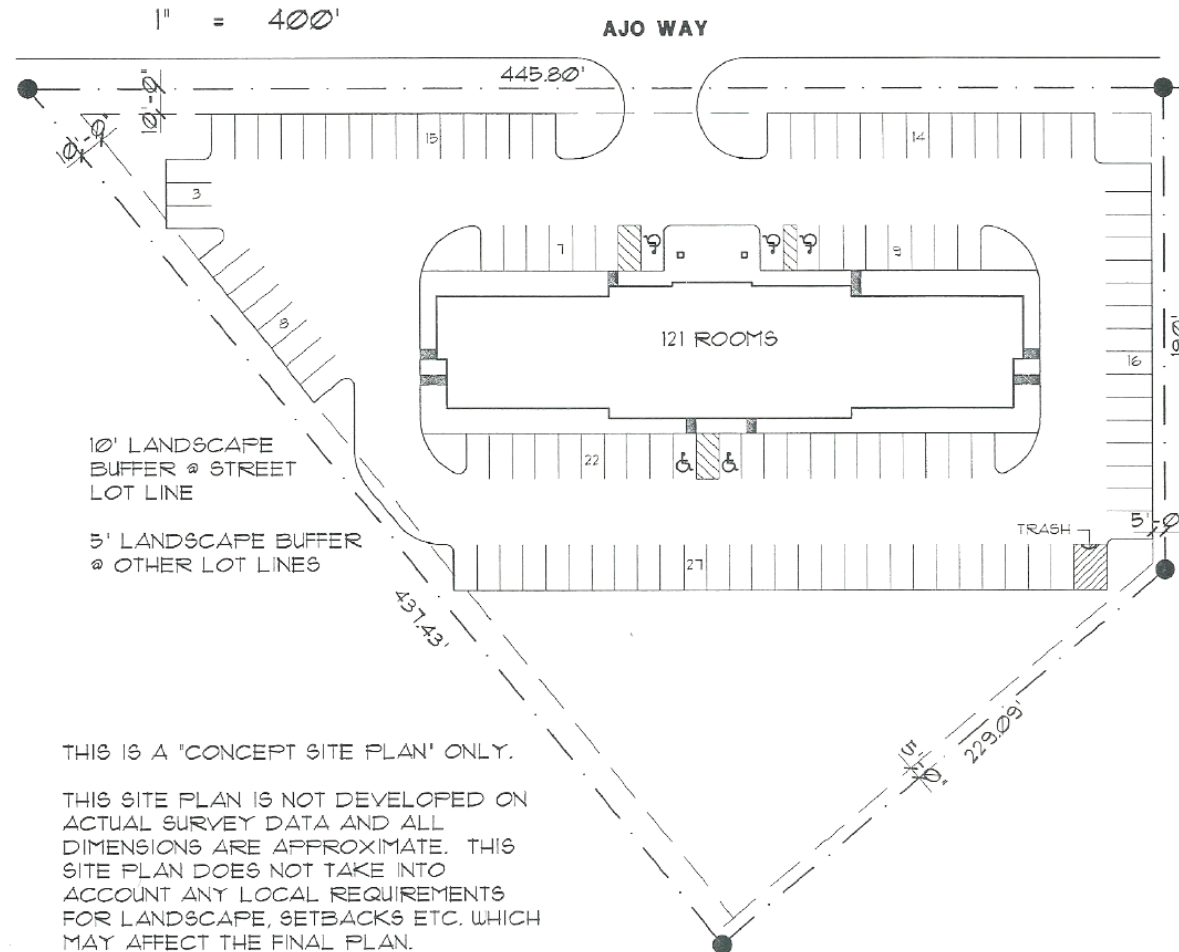 1" = 400'
AJO WAY
445.80'
10'-0"
10'-0"
15
14
3
7
8
121 ROOMS
16
8
22
10' LANDSCAPE
BUFFER @ STREET
LOT LINE
5' LANDSCAPE BUFFER
@ OTHER LOT LINES
TRASH
5'-0
27
437.43'
229.09'
5'-0"
THIS IS A "CONCEPT SITE PLAN" ONLY.
THIS SITE PLAN IS NOT DEVELOPED ON
ACTUAL SURVEY DATA AND ALL
DIMENSIONS ARE APPROXIMATE. THIS
SITE PLAN DOES NOT TAKE INTO
ACCOUNT ANY LOCAL REQUIREMENTS
FOR LANDSCAPE, SETBACKS ETC. WHICH
MAY AFFECT THE FINAL PLAN.